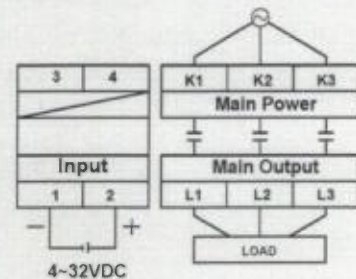 3 4 K1 K2 K3
Main Power
Input Main Output
1 2 L1 L2 L3
− + LOAD
4~32VDC